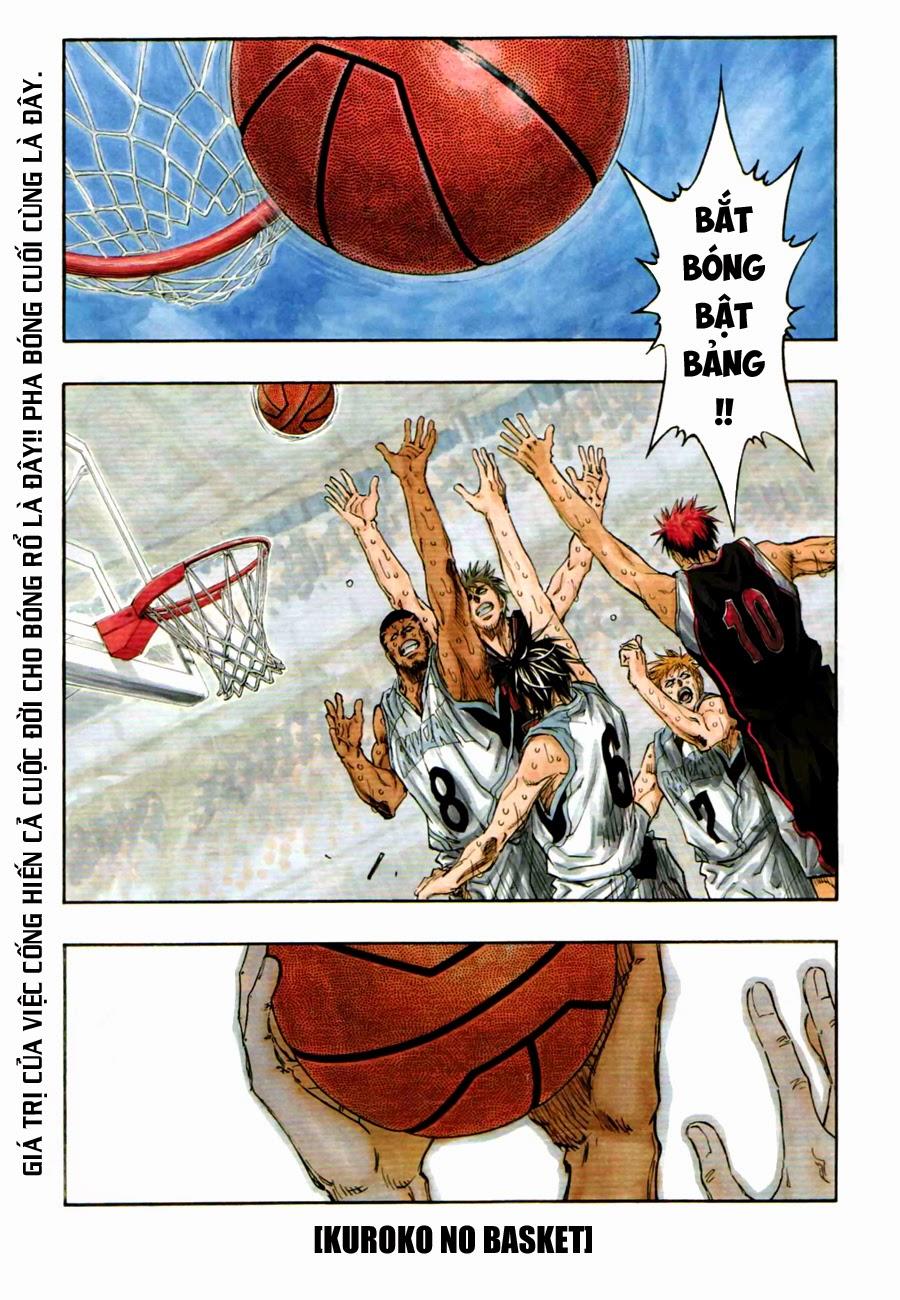 GIÁ TRỊ CỦA VIỆC CỐNG HIẾN CẢ CUỘC ĐỜI CHO BÓNG RỔ LÀ ĐÂY!! PHA BÓNG CUỐI CÙNG LÀ ĐÂY.
BẮT
BÓNG
BẬT
BẢNG
!!
10
8
6
7
[KUROKO NO BASKET]